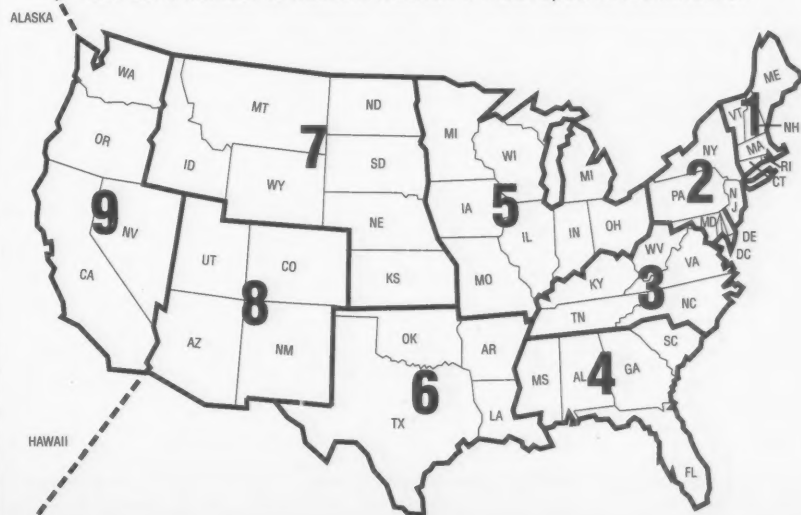 ALASKA
WA
MT
ND
ME
VT
1
NH
OR
ID
7
SD
MI
WI
MI
NY
MA
RI
CT
WY
2
9
NV
NE
IA
5
PA
N
J
IL
IN
OH
MD
DE
DC
UT
CO
WV
VA
CA
8
KS
MO
KY
3
NC
TN
AZ
NM
OK
AR
SC
6
MS
AL
4
GA
TX
LA
HAWAII
FL